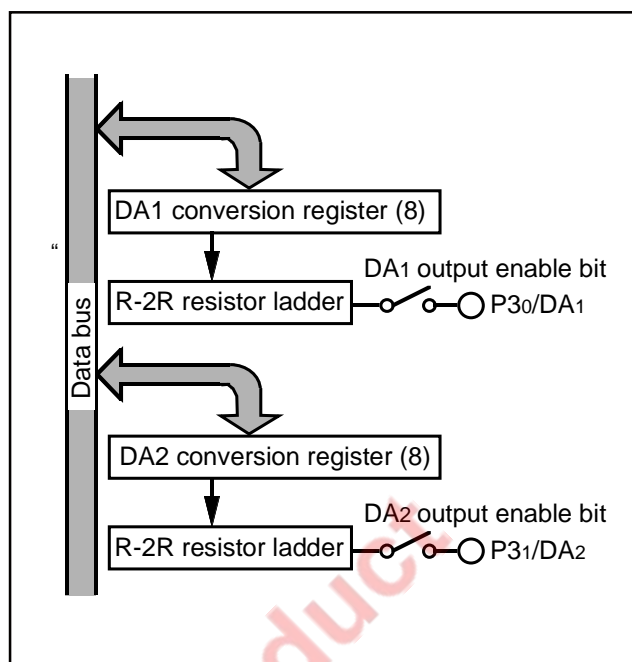 DA1 conversion register (8)
“
DA1 output enable bit
R-2R resistor ladder
P30/DA1
Data bus
DA2 conversion register (8)
DA2 output enable bit
R-2R resistor ladder
P31/DA2
duct